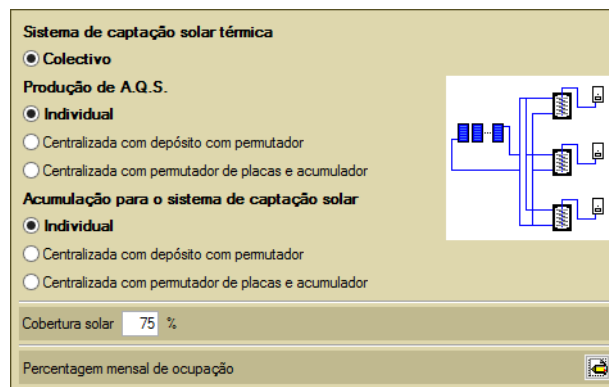 Sistema de captação solar térmica
Colectivo
Produção de A.Q.S.
Individual
Centralizada com depósito com permutador
Centralizada com permutador de placas e acumulador
Acumulação para o sistema de captação solar
Individual
Centralizada com depósito com permutador
Centralizada com permutador de placas e acumulador
Cobertura solar 75 %
Percentagem mensal de ocupação